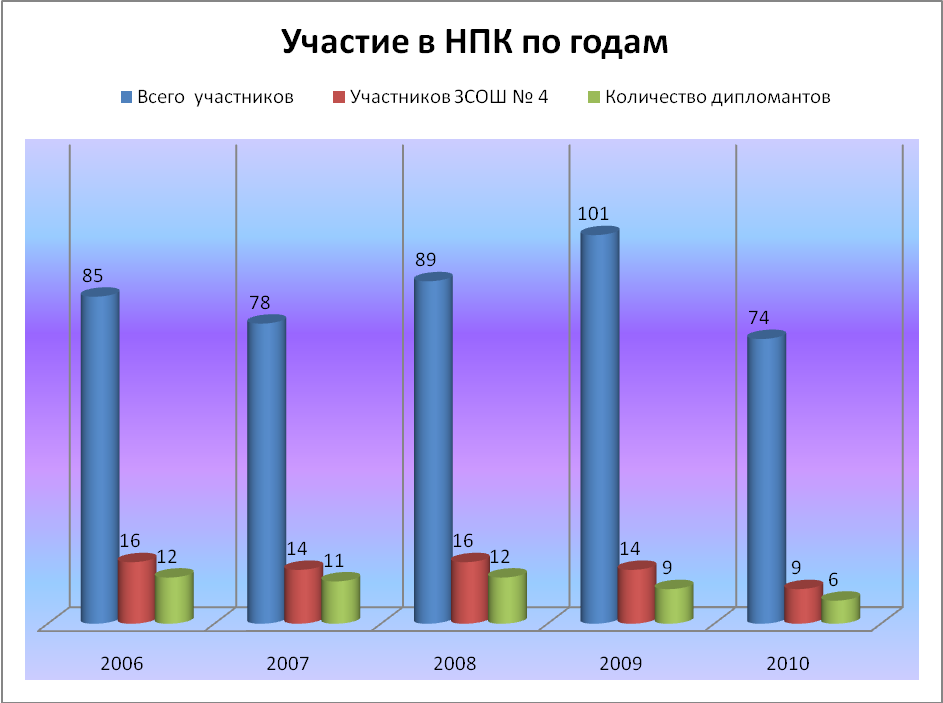 Участие в НПК по годам
Всего участников Участников ЗСОШ № 4 Количество дипломантов
101
89
85
78
74
16 12 14 11 16 12 14 9 9 6
2006 2007 2008 2009 2010